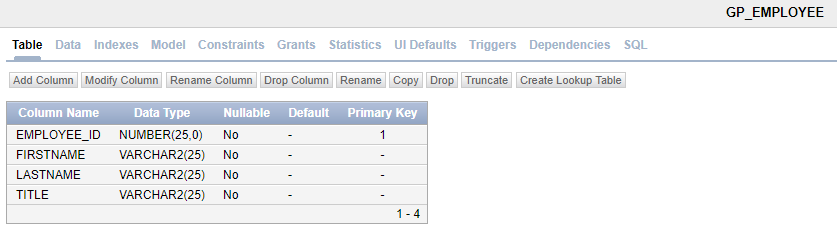 GP_EMPLOYEE
Table Data Indexes Model Constraints Grants Statistics UI Defaults Triggers Dependencies SQL
Add Column Modify Column Rename Column Drop Column Rename Copy Drop Truncate Create Lookup Table
Column Name Data Type Nullable Default Primary Key
EMPLOYEE_ID NUMBER(25,0) No - 1
FIRSTNAME VARCHAR2(25) No - -
LASTNAME VARCHAR2(25) No - -
TITLE VARCHAR2(25) No - -
1 - 4